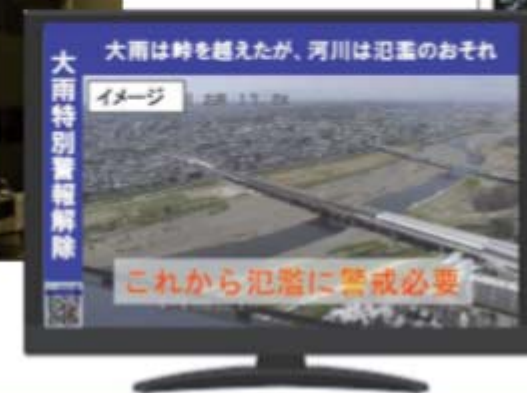 大雨は峠を越えたが、河川は氾濫のおそれ
大雨特別警報解除
イメージ
これから氾濫に警戒必要